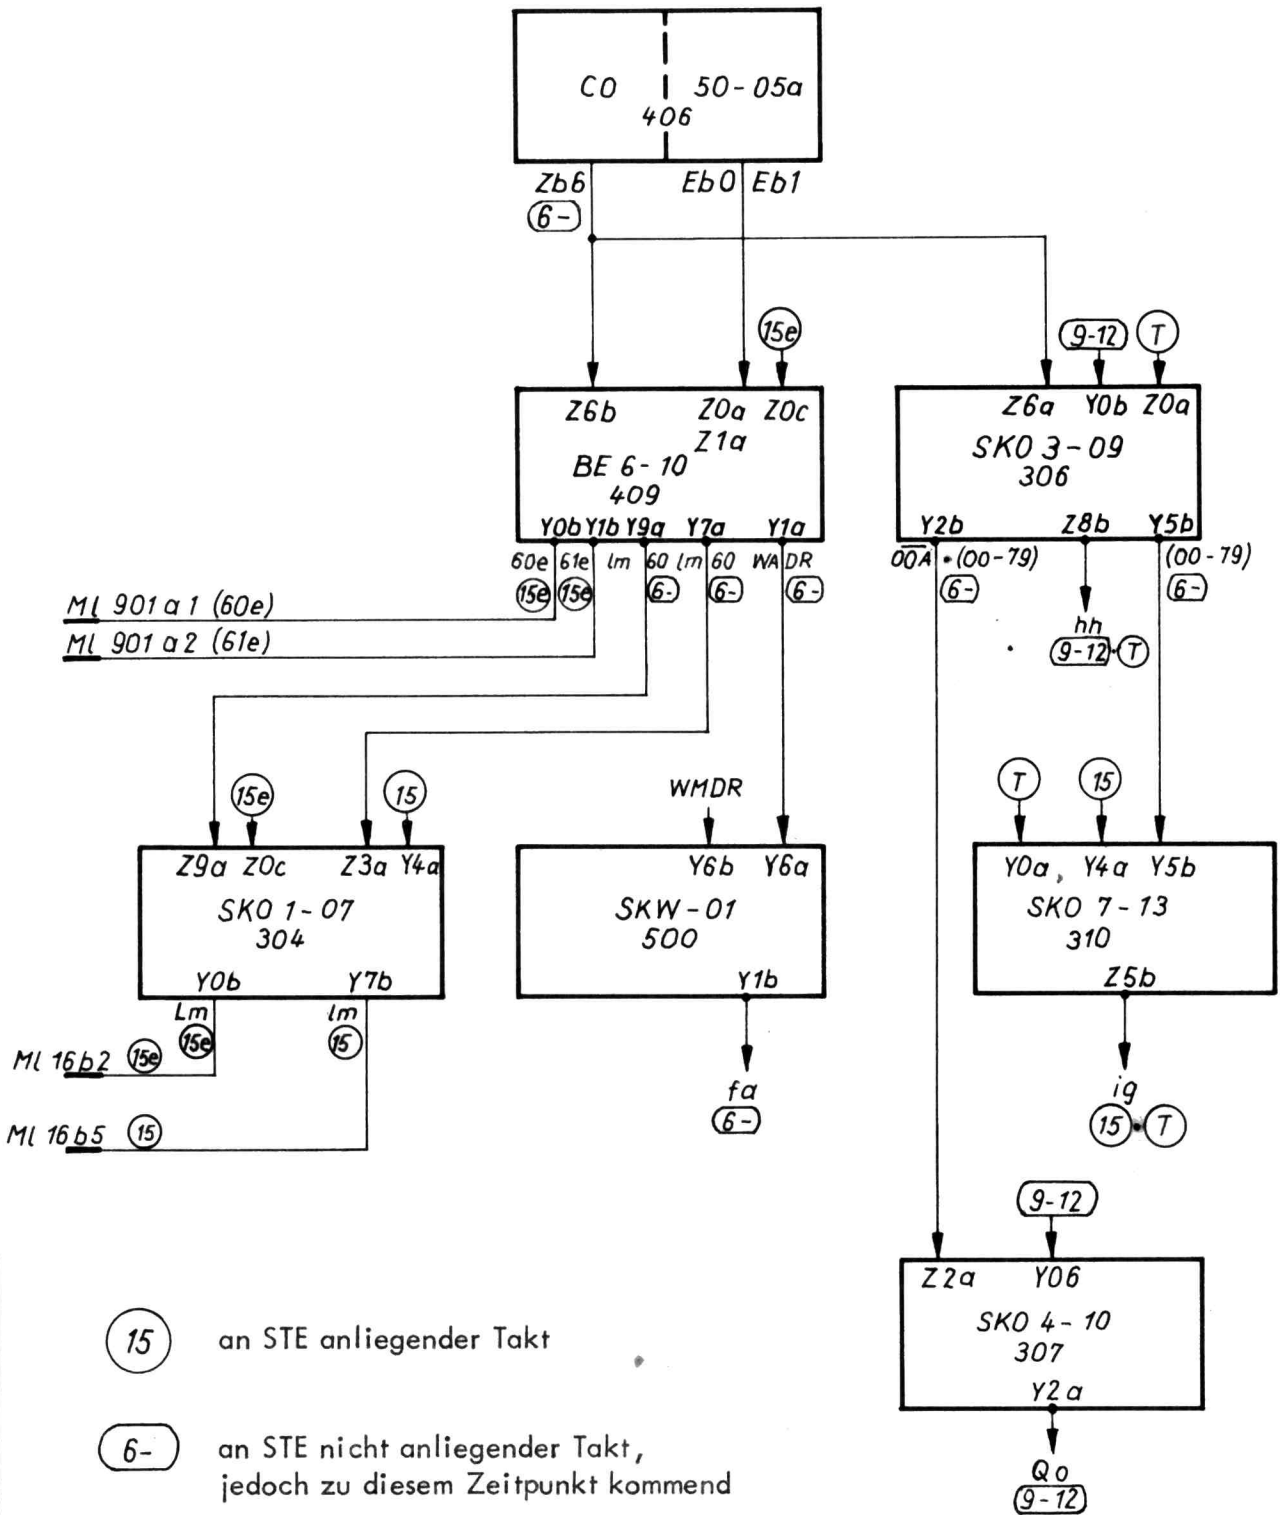 CO 50-05a
406
Zb6 Eb0 Eb1
6-
15e 9-12 T
Z6b Z0a Z0c Z6a Y0b Z0a
Z1a SKO 3-09
BE 6-10 306
409
Y0b Y1b Y9a Y7a Y1a Y2b Z8b Y5b
60e 61e lm 60 lm 60 WA DR 00A · (00-79) (00-79)
15e 15e 6- 6- 6- 6- 6-
Ml 901 a1 (60e)
Ml 901 a2 (61e)
hh
9-12 · T
15e 15 WMDR T 15
Z9a Z0c Z3a Y4a Y6b Y6a Y0a Y4a Y5b
SKO 1-07 SKW-01 SKO 7-13
304 500 310
Y0b Y7b Y1b Z5b
Lm lm
15e 15
Ml 16b2 15e
Ml 16b5 15
fa ig
6- 15 · T
9-12
Z2a Y06
SKO 4-10
307
Y2a
Qo
9-12
15 an STE anliegender Takt
6- an STE nicht anliegender Takt,
jedoch zu diesem Zeitpunkt kommend